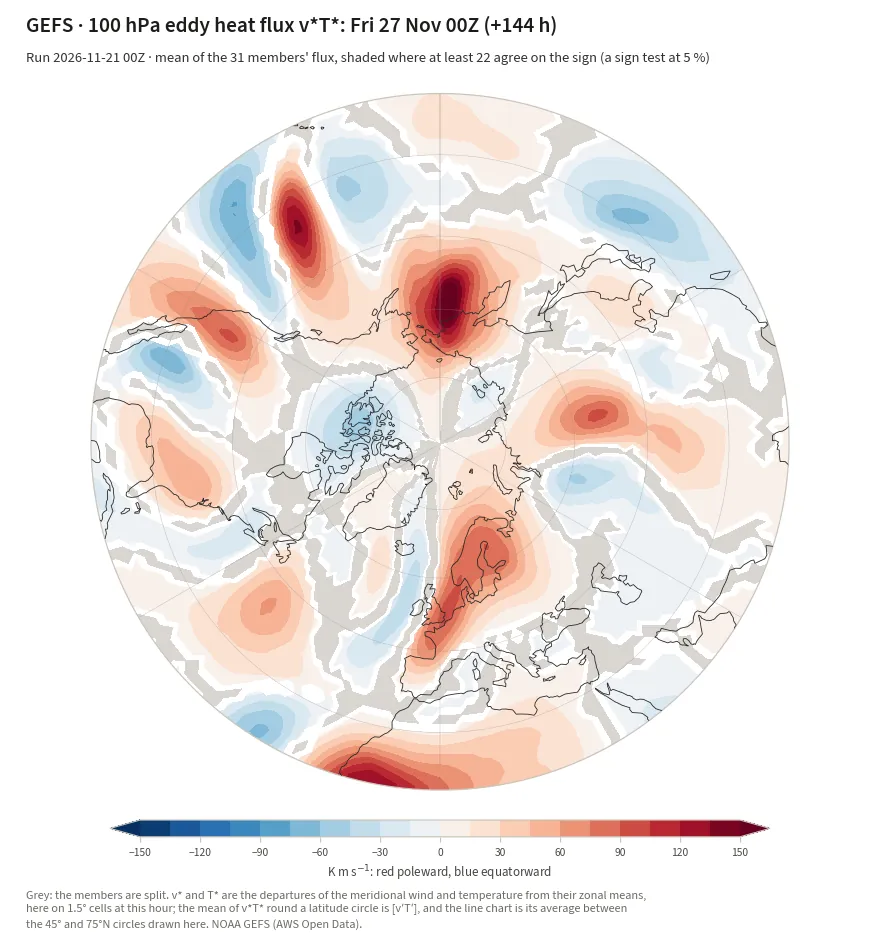 GEFS · 100 hPa eddy heat flux v*T*: Fri 27 Nov 00Z (+144 h)
Run 2026-11-21 00Z · mean of the 31 members' flux, shaded where at least 22 agree on the sign (a sign test at 5 %)
−150 −120 −90 −60 −30 0 30 60 90 120 150
K m s⁻¹: red poleward, blue equatorward
Grey: the members are split. v* and T* are the departures of the meridional wind and temperature from their zonal means,
here on 1.5° cells at this hour; the mean of v*T* round a latitude circle is [v'T'], and the line chart is its average between
the 45° and 75°N circles drawn here. NOAA GEFS (AWS Open Data).